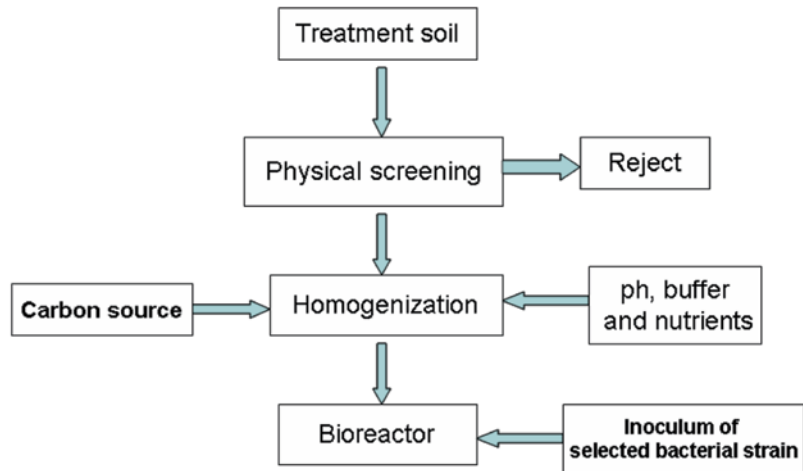 Treatment soil
Physical screening
Reject
Carbon source
Homogenization
ph, buffer
and nutrients
Bioreactor
Inoculum of
selected bacterial strain